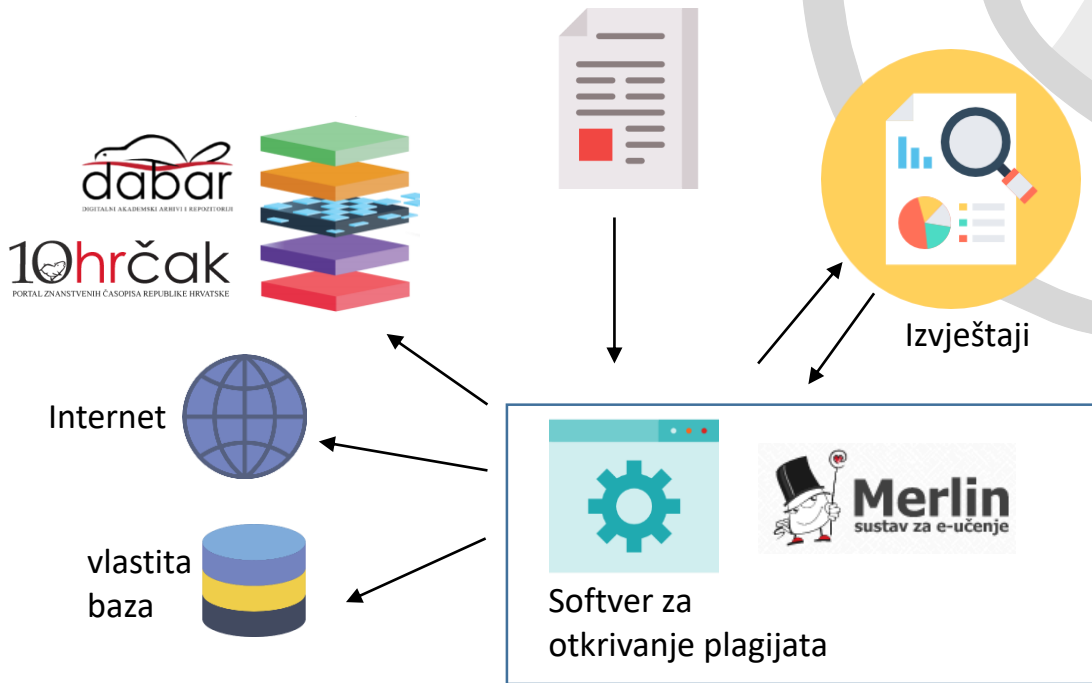 dabar
DIGITALNI AKADEMSKI ARHIVI I REPOZITORIJI
10hrčak
PORTAL ZNANSTVENIH ČASOPISA REPUBLIKE HRVATSKE
Izvještaji
Internet
vlastita
baza
Merlin
sustav za e-učenje
Softver za
otkrivanje plagijata